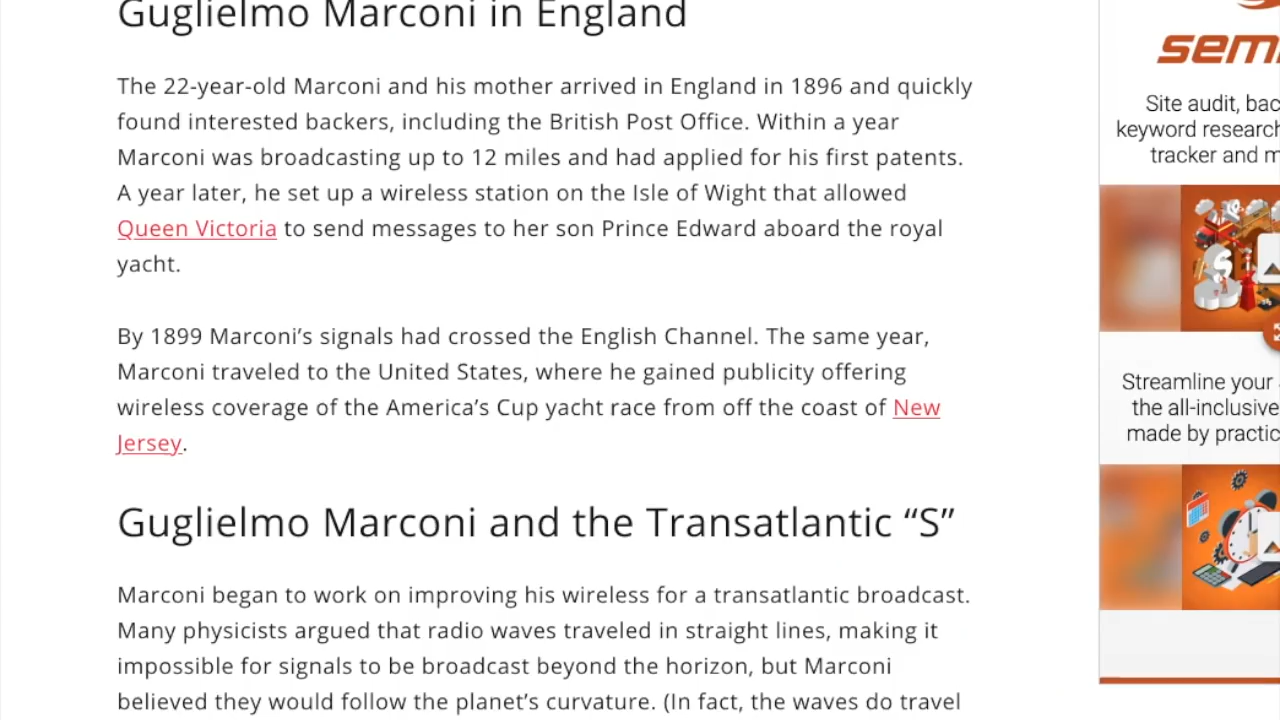 Guglielmo Marconi in England
The 22-year-old Marconi and his mother arrived in England in 1896 and quickly
found interested backers, including the British Post Office. Within a year
Marconi was broadcasting up to 12 miles and had applied for his first patents.
A year later, he set up a wireless station on the Isle of Wight that allowed
Queen Victoria to send messages to her son Prince Edward aboard the royal
yacht.
By 1899 Marconi’s signals had crossed the English Channel. The same year,
Marconi traveled to the United States, where he gained publicity offering
wireless coverage of the America’s Cup yacht race from off the coast of New
Jersey.
Guglielmo Marconi and the Transatlantic “S”
Marconi began to work on improving his wireless for a transatlantic broadcast.
Many physicists argued that radio waves traveled in straight lines, making it
impossible for signals to be broadcast beyond the horizon, but Marconi
believed they would follow the planet’s curvature. (In fact, the waves do travel
Site audit,
keyword research
tracker and
Streamline your
the all-inclusive
made by